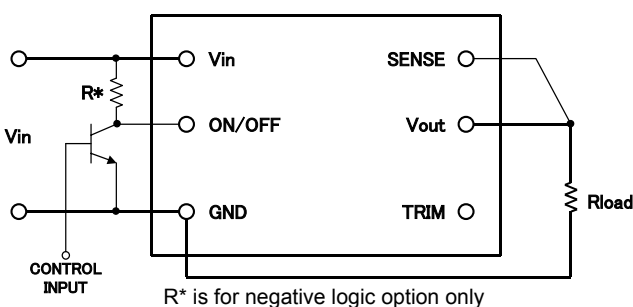 Vin
SENSE
R*
ON/OFF
Vout
Vin
Rload
GND
TRIM
CONTROL
INPUT
R* is for negative logic option only